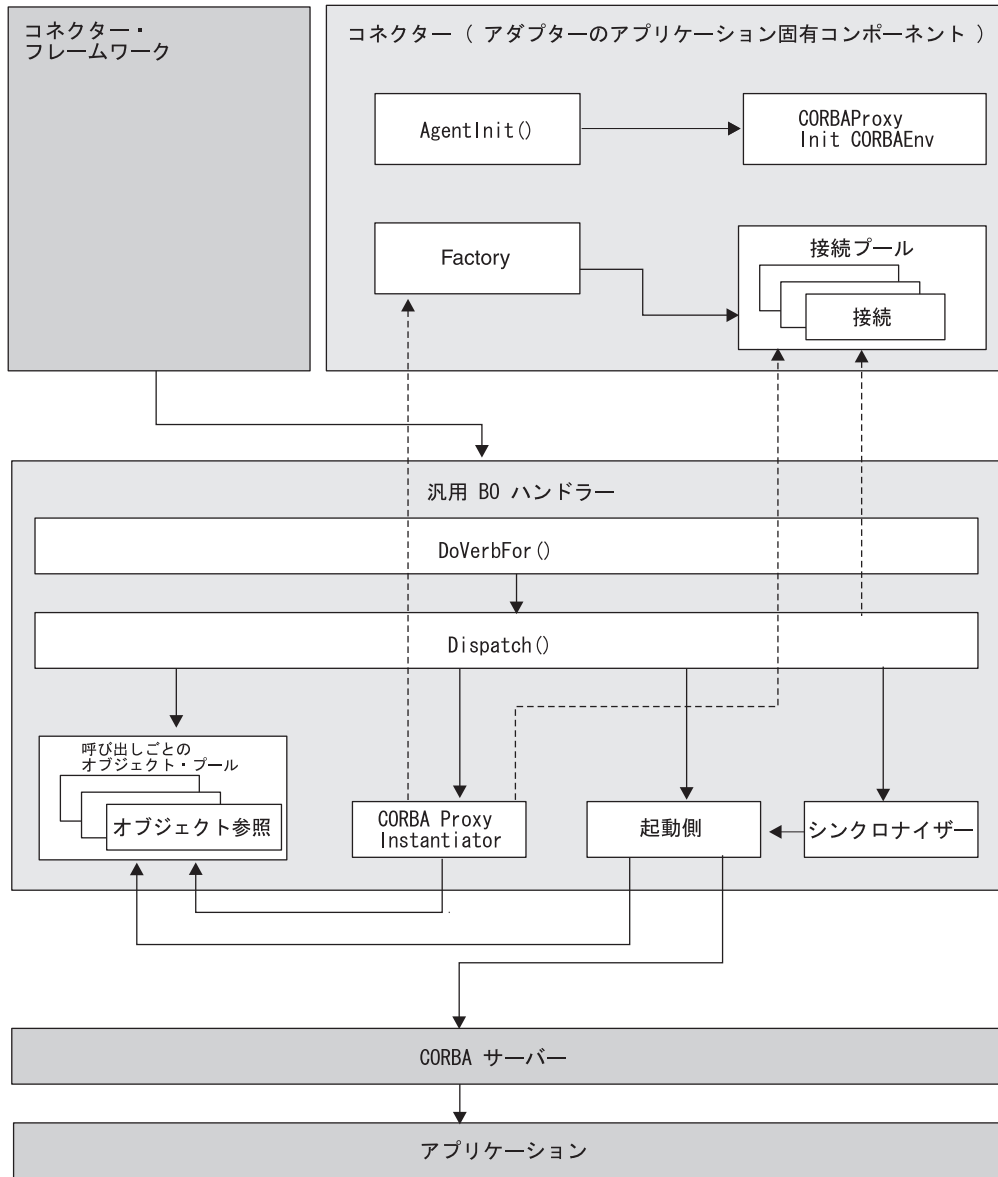 コネクター・
フレームワーク
コネクター（ アダプターのアプリケーション固有コンポーネント ）
AgentInit()
CORBAProxy
Init CORBAEnv
Factory
接続プール
接続
汎用 BO ハンドラー
DoVerbFor()
Dispatch()
呼び出しごとの
オブジェクト・プール
オブジェクト参照
CORBA Proxy
Instantiator
起動側
シンクロナイザー
CORBA サーバー
アプリケーション